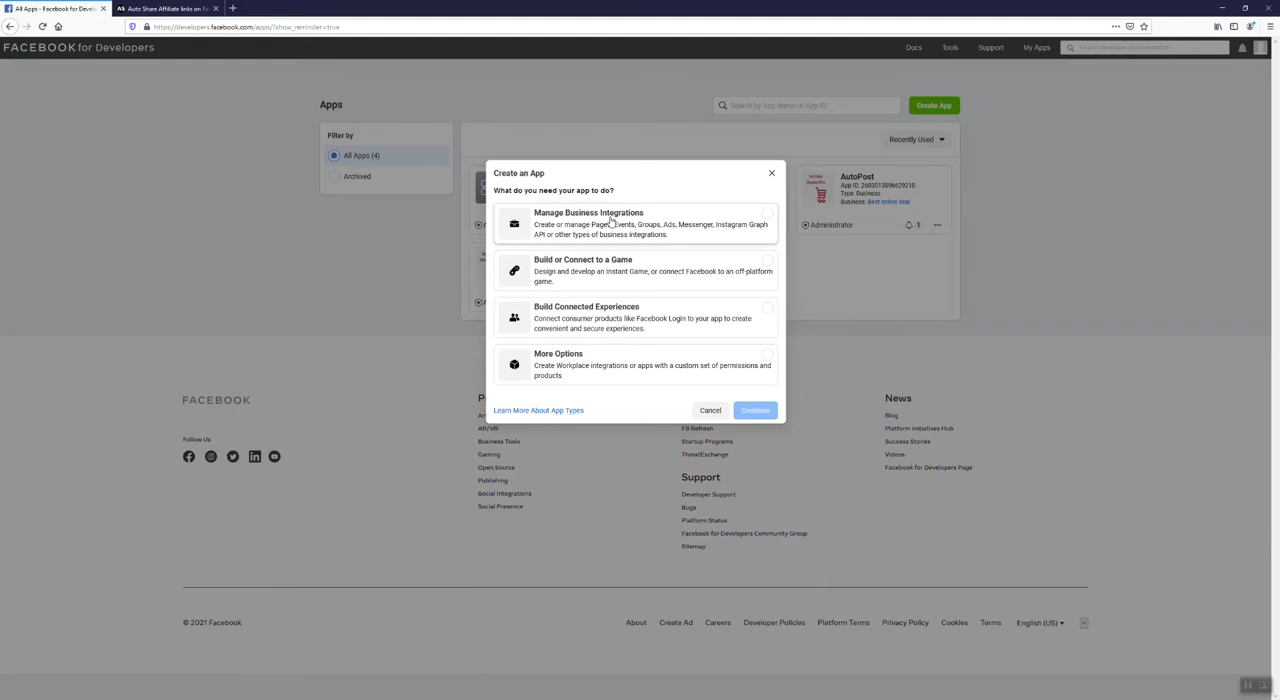 All Apps - Facebook for Develo
AS Auto Share Affiliate links on Fa
https://developers.facebook.com/apps/?show_reminder=true
FACEBOOK for Developers
Docs
Tools
Support
My Apps
Search developer documentation
Apps
Search by App Name or App ID
Create App
Filter by
All Apps (4)
Archived
Recently Used
AutoPost
App ID: 2603013896629210
Type: Business
Business: Best online deal
Administrator
1
Create an App
What do you need your app to do?
Manage Business Integrations
Create or manage Pages, Events, Groups, Ads, Messenger, Instagram Graph
API or other types of business integrations.
Build or Connect to a Game
Design and develop an Instant Game, or connect Facebook to an off-platform
game.
Build Connected Experiences
Connect consumer products like Facebook Login to your app to create
convenient and secure experiences.
More Options
Create Workplace integrations or apps with a custom set of permissions and
products
Learn More About App Types
Cancel
Continue
FACEBOOK
Follow Us
AR/VR
Business Tools
Gaming
Open Source
Publishing
Social Integrations
Social Presence
F8 Refresh
Startup Programs
ThreatExchange
Support
Developer Support
Bugs
Platform Status
Facebook for Developers Community Group
Sitemap
News
Blog
Platform Initiatives Hub
Success Stories
Videos
Facebook for Developers Page
© 2021 Facebook
About
Create Ad
Careers
Developer Policies
Platform Terms
Privacy Policy
Cookies
Terms
English (US)